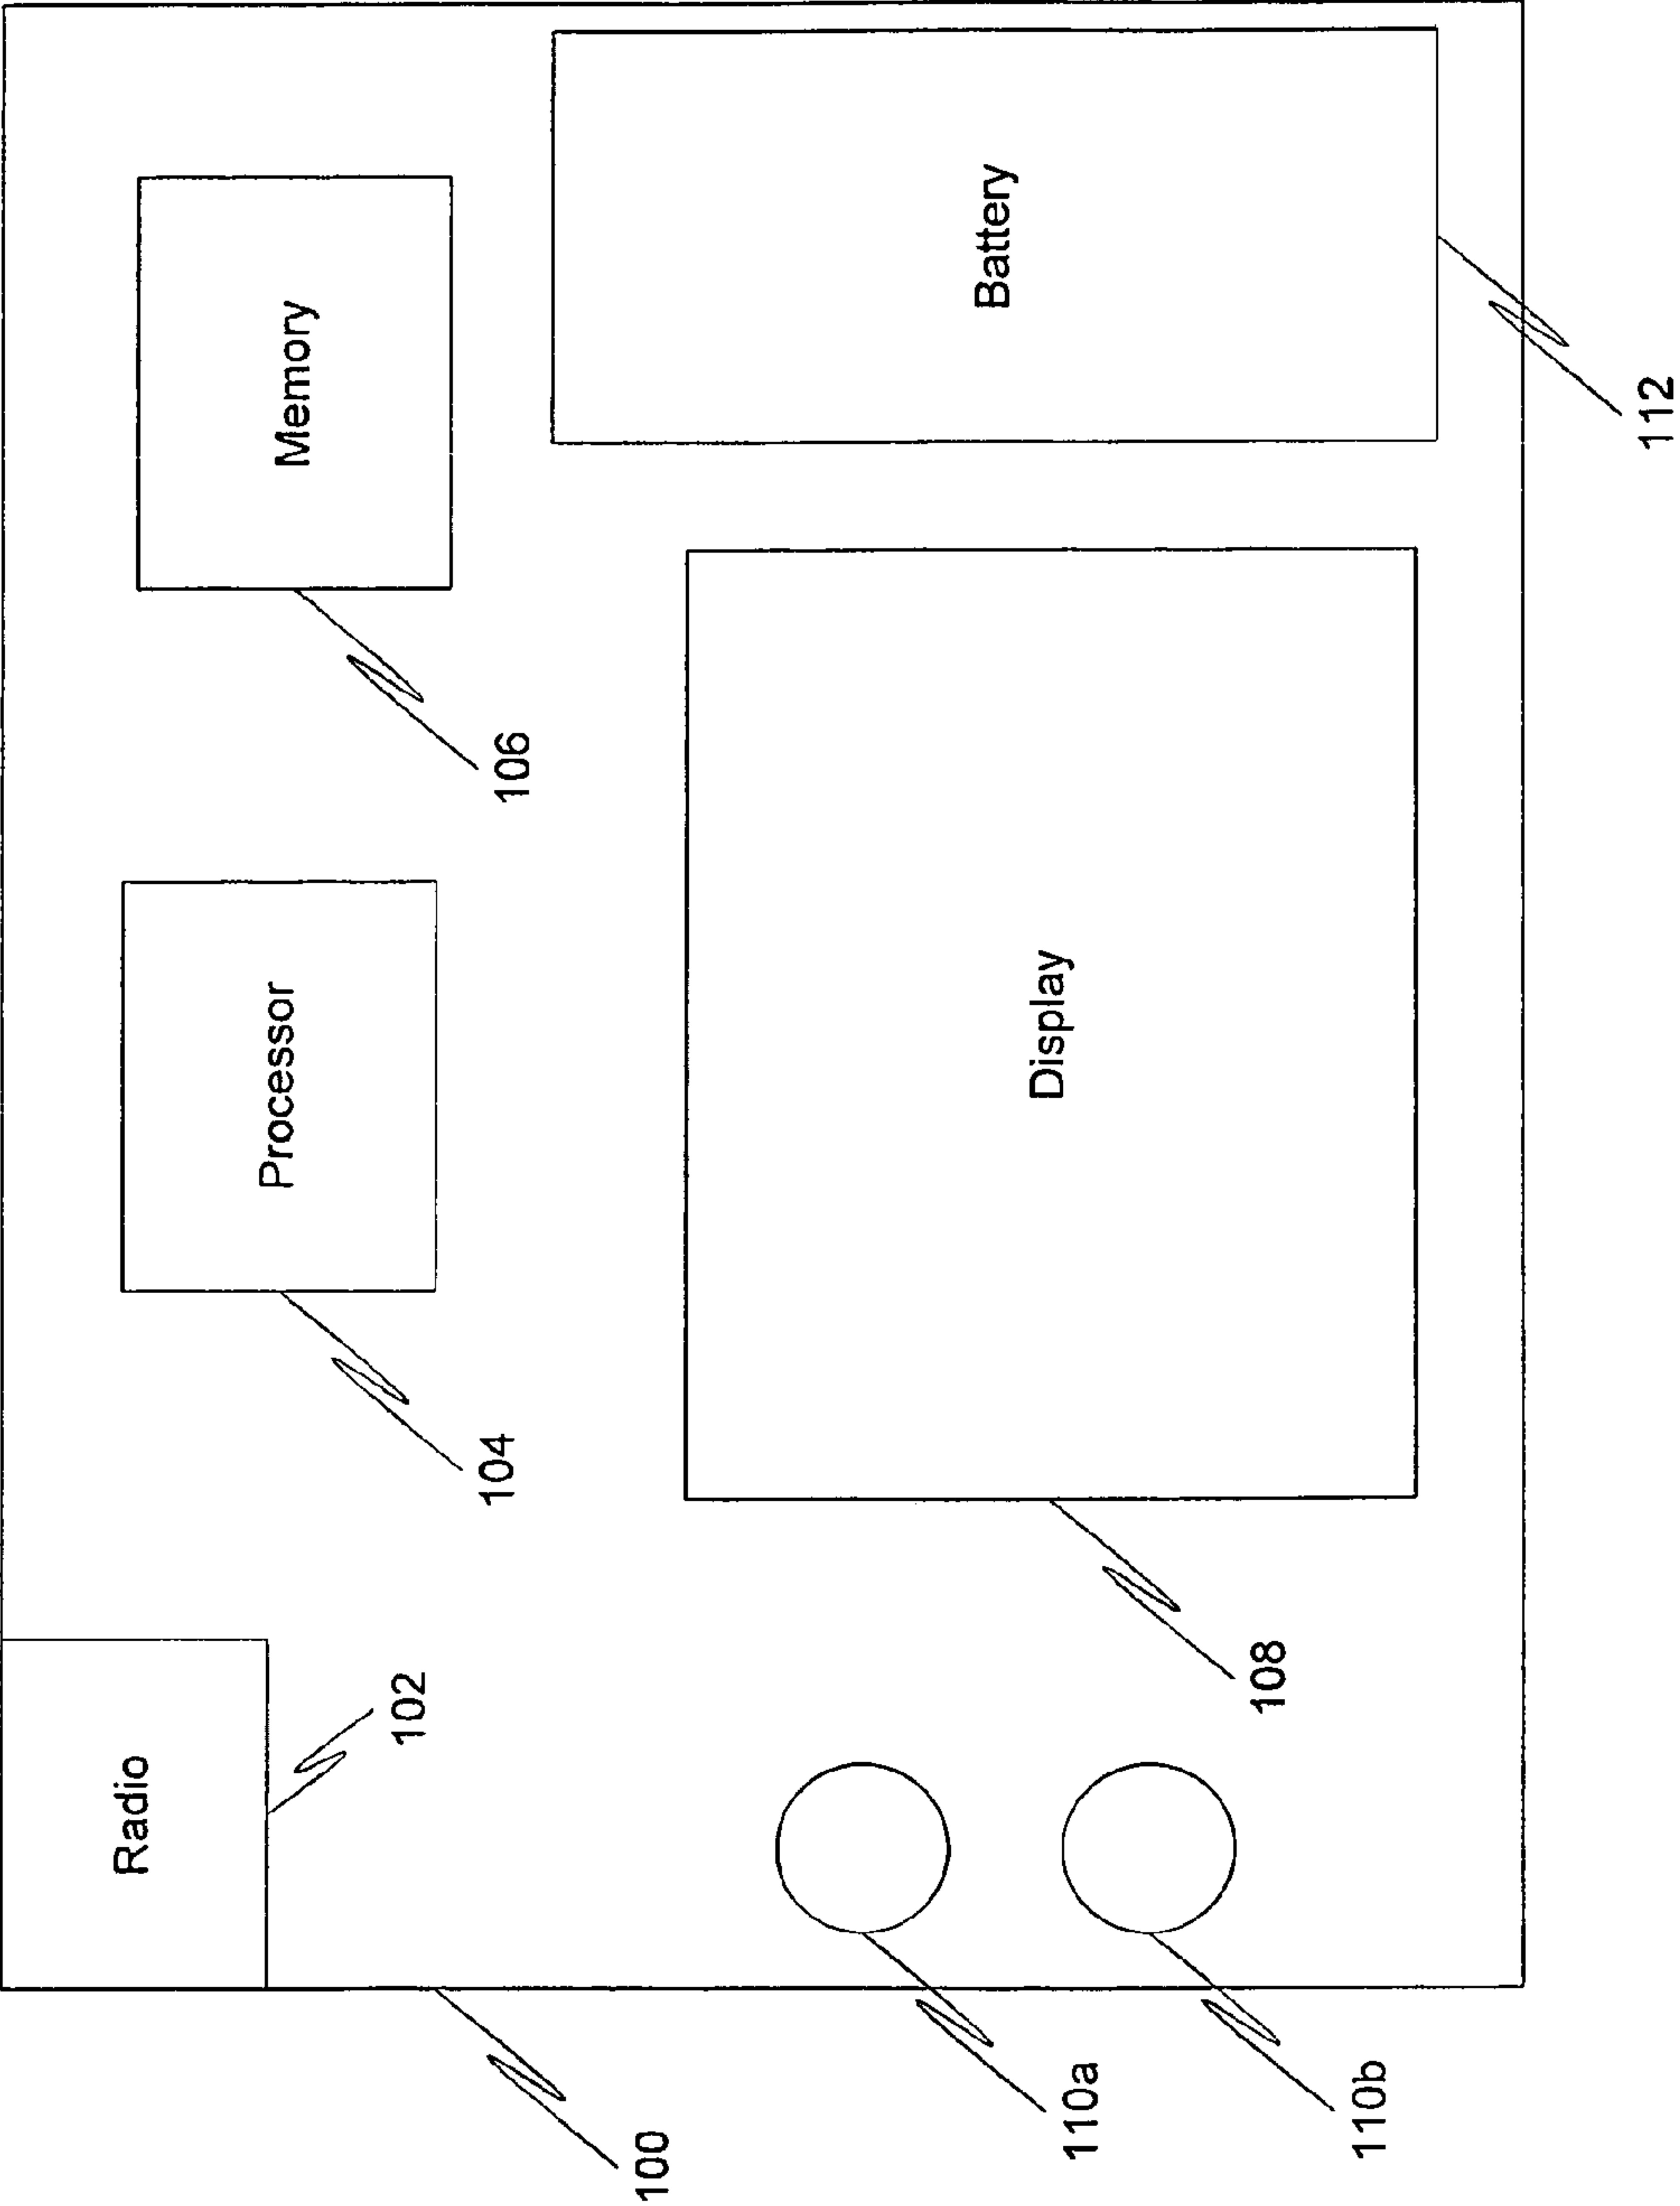 Radio
102
Processor
104
Memory
106
Display
108
Battery
112
110a
110b
100